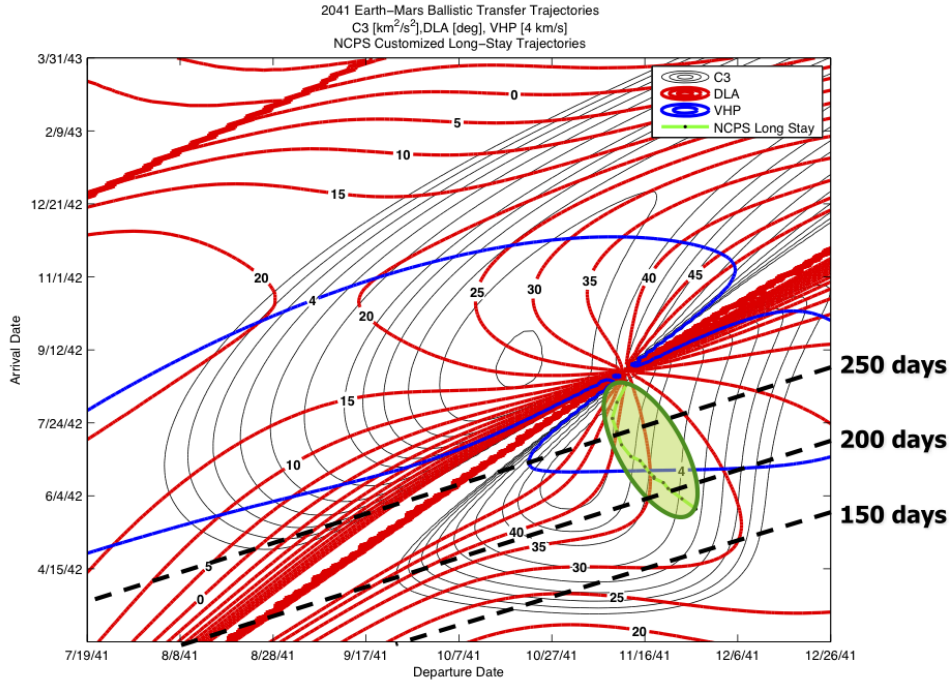 2041 Earth−Mars Ballistic Transfer Trajectories
C3 [km²/s²],DLA [deg], VHP [4 km/s]
NCPS Customized Long−Stay Trajectories
C3
DLA
VHP
NCPS Long Stay
Arrival Date
3/31/43
2/9/43
12/21/42
11/1/42
9/12/42
7/24/42
6/4/42
4/15/42
0
5
10
15
20
4
20
25
30
35
40
45
15
10
5
0
40
35
4
30
25
20
250 days
200 days
150 days
7/19/41 8/8/41 8/28/41 9/17/41 10/7/41 10/27/41 11/16/41 12/6/41 12/26/41
Departure Date